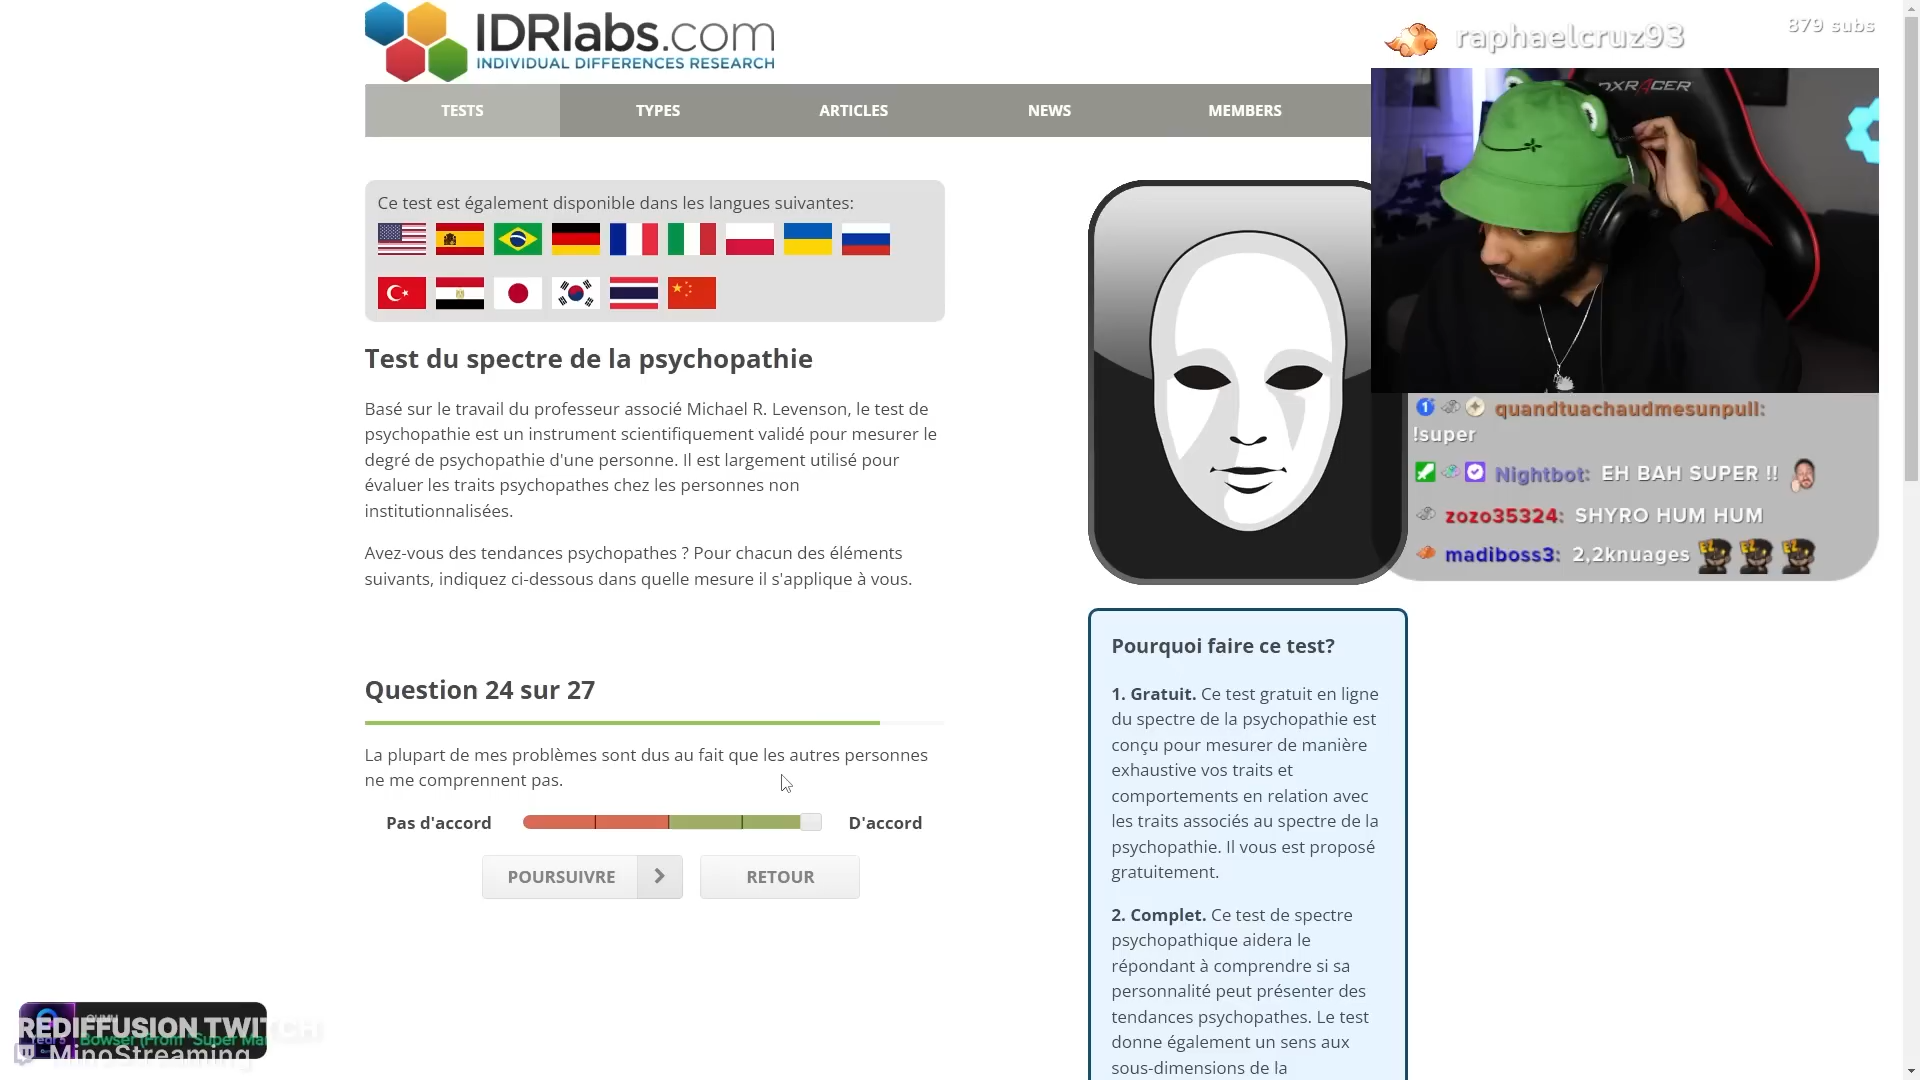 IDRlabs.com
INDIVIDUAL DIFFERENCES RESEARCH
TESTS
TYPES
ARTICLES
NEWS
MEMBERS
raphaelcruz93
879 subs
DXRACER
Ce test est également disponible dans les langues suivantes:
Test du spectre de la psychopathie
Basé sur le travail du professeur associé Michael R. Levenson, le test de
psychopathie est un instrument scientifiquement validé pour mesurer le
degré de psychopathie d'une personne. Il est largement utilisé pour
évaluer les traits psychopathes chez les personnes non
institutionnalisées.
Avez-vous des tendances psychopathes ? Pour chacun des éléments
suivants, indiquez ci-dessous dans quelle mesure il s'applique à vous.
Question 24 sur 27
La plupart de mes problèmes sont dus au fait que les autres personnes
ne me comprennent pas.
Pas d'accord
D'accord
POURSUIVRE
RETOUR
quandtuachaudmesunpull:
!super
Nightbot: EH BAH SUPER !!
zozo35324: SHYRO HUM HUM
madiboss3: 2,2knuages
Pourquoi faire ce test?
1. Gratuit. Ce test gratuit en ligne
du spectre de la psychopathie est
conçu pour mesurer de manière
exhaustive vos traits et
comportements en relation avec
les traits associés au spectre de la
psychopathie. Il vous est proposé
gratuitement.
2. Complet. Ce test de spectre
psychopathique aidera le
répondant à comprendre si sa
personnalité peut présenter des
tendances psychopathes. Le test
donne également un sens aux
sous-dimensions de la
REDIFFUSION TWITCH
Bowser (From "Super Ma
MinoStreaming